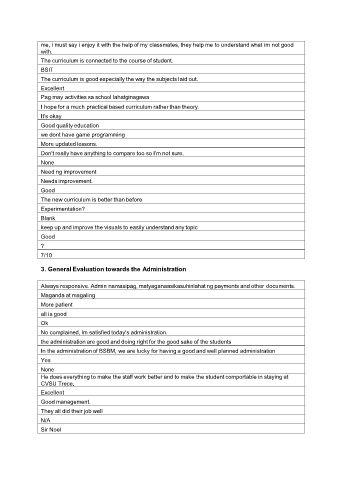 me, i must say i enjoy it with the help of my classmates, they help me to understand what im not good
with.
The curriculum is connected to the course of student.
BSIT
The curriculum is good especially the way the subjects laid out.
Excellent
Pag may activities sa school lahatginagawa
I hope for a much practical based curriculum rather than theory.
It's okay
Good quality education
we dont have game programming
More updated lessons.
Don't really have anything to compare too so I'm not sure.
None
Need ng improvement
Needs improvement.
Good
The new curriculum is better than before
Experimentation?
Blank
keep up and improve the visuals to easily understand any topic
Good
?
7/10
3. General Evaluation towards the Administration
Always responsive. Admin namasipag, matyaganaasikasuhinlahat ng payments and other documents.
Maganda at magaling
More patient
all is good
Ok
No complained, Im satisfied today's administration.
the administration are good and doing right for the good sake of the students
In the administration of BSBM, we are lucky for having a good and well planned administration
Yes
None
He does everything to make the staff work better and to make the student comportable in staying at
CVSU Trece,
Excellent
Good management.
They all did their job well
N/A
Sir Noel